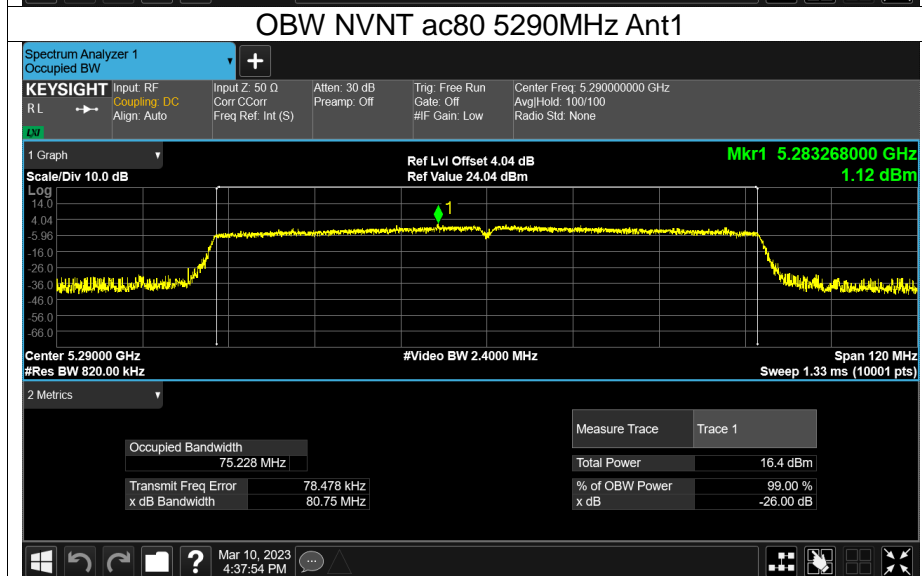 OBW NVNT ac80 5290MHz Ant1
Spectrum Analyzer 1
Occupied BW
+
KEYSIGHT Input: RF Input Z: 50 Ω Atten: 30 dB Trig: Free Run Center Freq: 5.290000000 GHz
R L Coupling: DC Corr CCorr Preamp: Off Gate: Off Avg|Hold: 100/100
Align: Auto Freq Ref: Int (S) #IF Gain: Low Radio Std: None
LXI
1 Graph Ref Lvl Offset 4.04 dB Mkr1 5.283268000 GHz
Scale/Div 10.0 dB Ref Value 24.04 dBm 1.12 dBm
Log
14.0
1
4.04
-5.96
-16.0
-26.0
-36.0
-46.0
-56.0
-66.0
Center 5.29000 GHz #Video BW 2.4000 MHz Span 120 MHz
#Res BW 820.00 kHz Sweep 1.33 ms (10001 pts)
2 Metrics
Measure Trace Trace 1
Occupied Bandwidth
75.228 MHz Total Power 16.4 dBm
Transmit Freq Error 78.478 kHz % of OBW Power 99.00 %
x dB Bandwidth 80.75 MHz x dB -26.00 dB
? Mar 10, 2023
4:37:54 PM